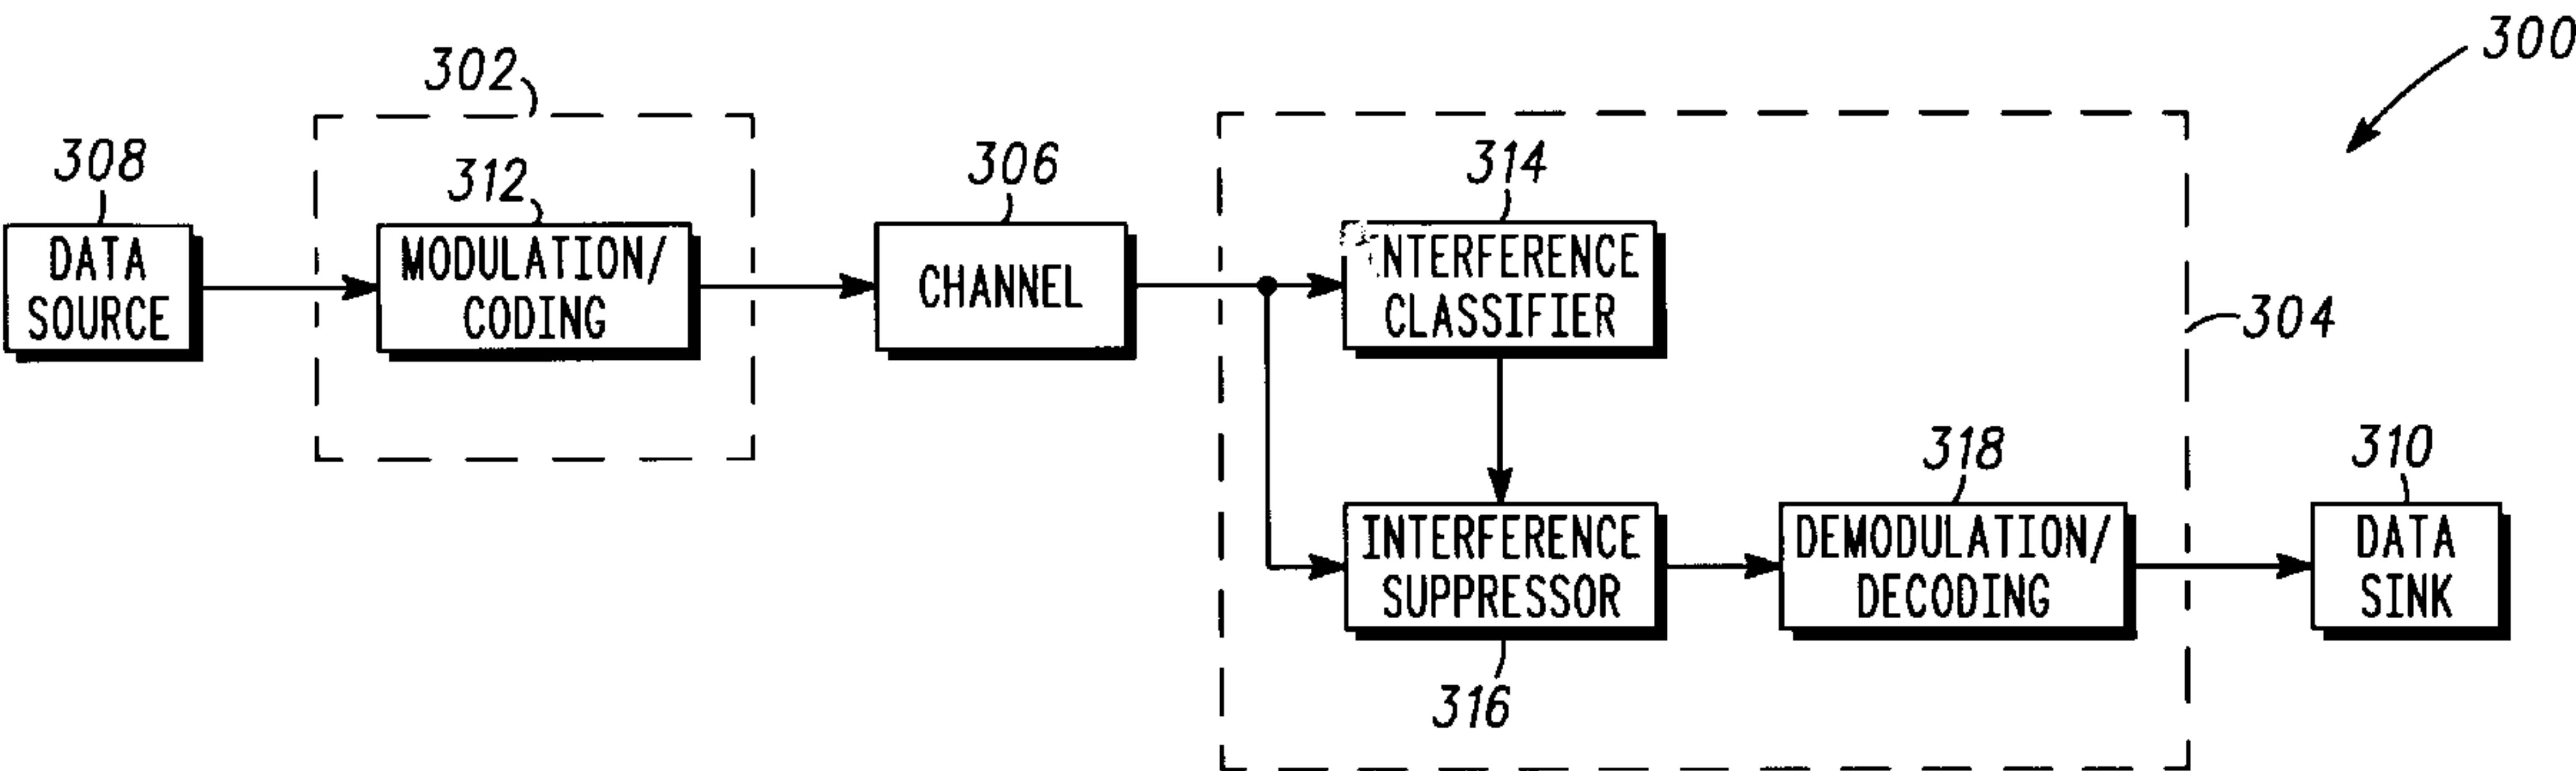 300
302
308
312
306
314
DATA
SOURCE
MODULATION/
CODING
CHANNEL
INTERFERENCE
CLASSIFIER
304
318
310
INTERFERENCE
SUPPRESSOR
DEMODULATION/
DECODING
DATA
SINK
316